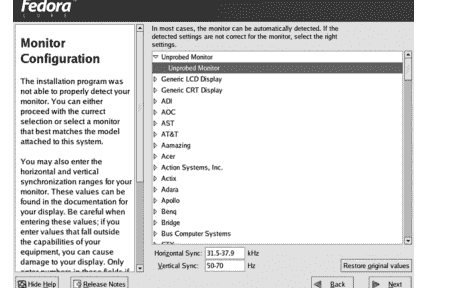 Fedora
CORE
Monitor
Configuration
The installation program was
not able to properly detect your
monitor. You can either
proceed with the currect
selection or select a monitor
that best matches the model
attached to this system.
You may also enter the
horizontal and vertical
synchronization ranges for your
monitor. These values can be
found in the documentation for
your display. Be careful when
entering these values; if you
enter values that fall outside
the capabilities of your
equipment, you can cause
damage to your display. Only
enter numbers in these fields if
In most cases, the monitor can be automatically detected. If the
detected settings are not correct for the monitor, select the right
settings.
Unprobed Monitor
Unprobed Monitor
Generic LCD Display
Generic CRT Display
ADI
AOC
AST
AT&T
Aamazing
Acer
Action Systems, Inc.
Actix
Adara
Apollo
Benq
Bridge
Bus Computer Systems
CTX
Horizontal Sync: 31.5-37.9 kHz
Vertical Sync: 50-70 Hz
Restore original values
Hide Help
Release Notes
Back
Next